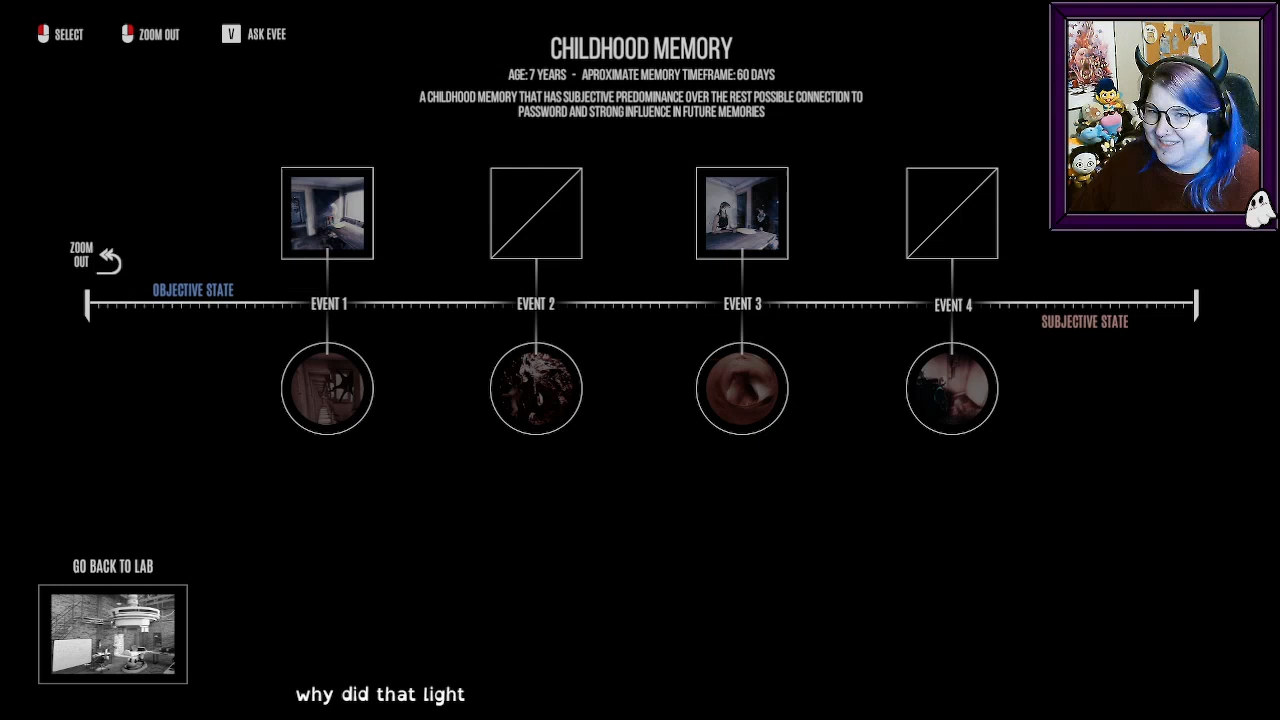 SELECT
ZOOM OUT
V
ASK EVEE
CHILDHOOD MEMORY
AGE: 7 YEARS - APROXIMATE MEMORY TIMEFRAME: 60 DAYS
A CHILDHOOD MEMORY THAT HAS SUBJECTIVE PREDOMINANCE OVER THE REST POSSIBLE CONNECTION TO
PASSWORD AND STRONG INFLUENCE IN FUTURE MEMORIES
ZOOM
OUT
OBJECTIVE STATE
EVENT 1
EVENT 2
EVENT 3
EVENT 4
SUBJECTIVE STATE
GO BACK TO LAB
why did that light